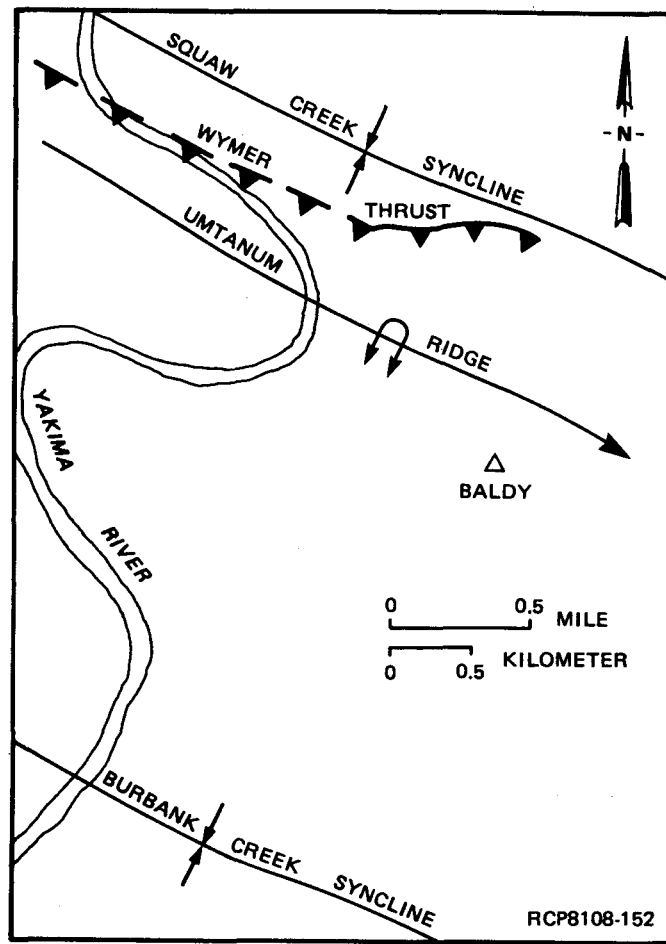 SQUAW CREEK SYNCLINE
- N -
WYMER THRUST
UMTANUM RIDGE
BALDY
YAKIMA RIVER
0 0.5 MILE
KILOMETER
0 0.5
BURBANK CREEK SYNCLINE
RCP8108-152